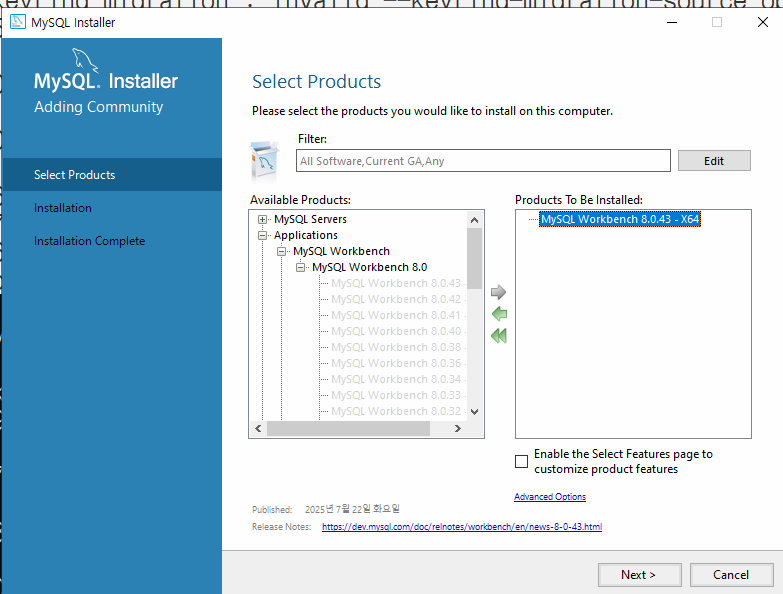 keyring_migration : invalid --keyring-migration-source op
MySQL Installer
MySQL. Installer
Adding Community
Select Products
Installation
Installation Complete
Select Products
Please select the products you would like to install on this computer.
Filter:
All Software,Current GA,Any
Edit
Available Products:
MySQL Servers
Applications
MySQL Workbench
MySQL Workbench 8.0
MySQL Workbench 8.0.43
MySQL Workbench 8.0.42
MySQL Workbench 8.0.41
MySQL Workbench 8.0.40
MySQL Workbench 8.0.38
MySQL Workbench 8.0.36
MySQL Workbench 8.0.34
MySQL Workbench 8.0.33
MySQL Workbench 8.0.32
Products To Be Installed:
MySQL Workbench 8.0.43 - X64
Enable the Select Features page to
customize product features
Advanced Options
Published: 2025년 7월 22일 화요일
Release Notes: https://dev.mysql.com/doc/relnotes/workbench/en/news-8-0-43.html
Next >
Cancel